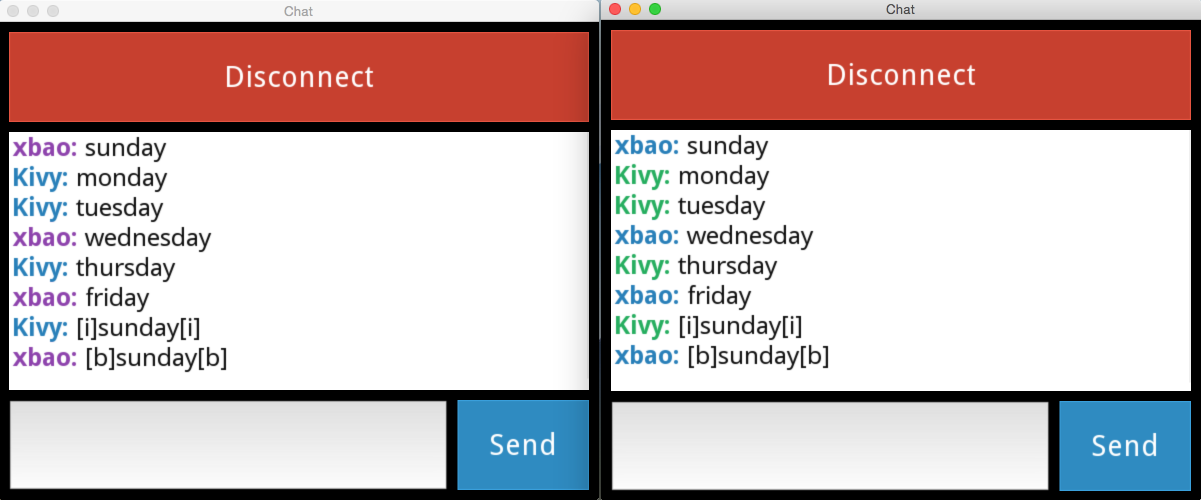 Chat
Disconnect
xbao: sunday
Kivy: monday
Kivy: tuesday
xbao: wednesday
Kivy: thursday
xbao: friday
Kivy: [i]sunday[i]
xbao: [b]sunday[b]
Send
Chat
Disconnect
xbao: sunday
Kivy: monday
Kivy: tuesday
xbao: wednesday
Kivy: thursday
xbao: friday
Kivy: [i]sunday[i]
xbao: [b]sunday[b]
Send